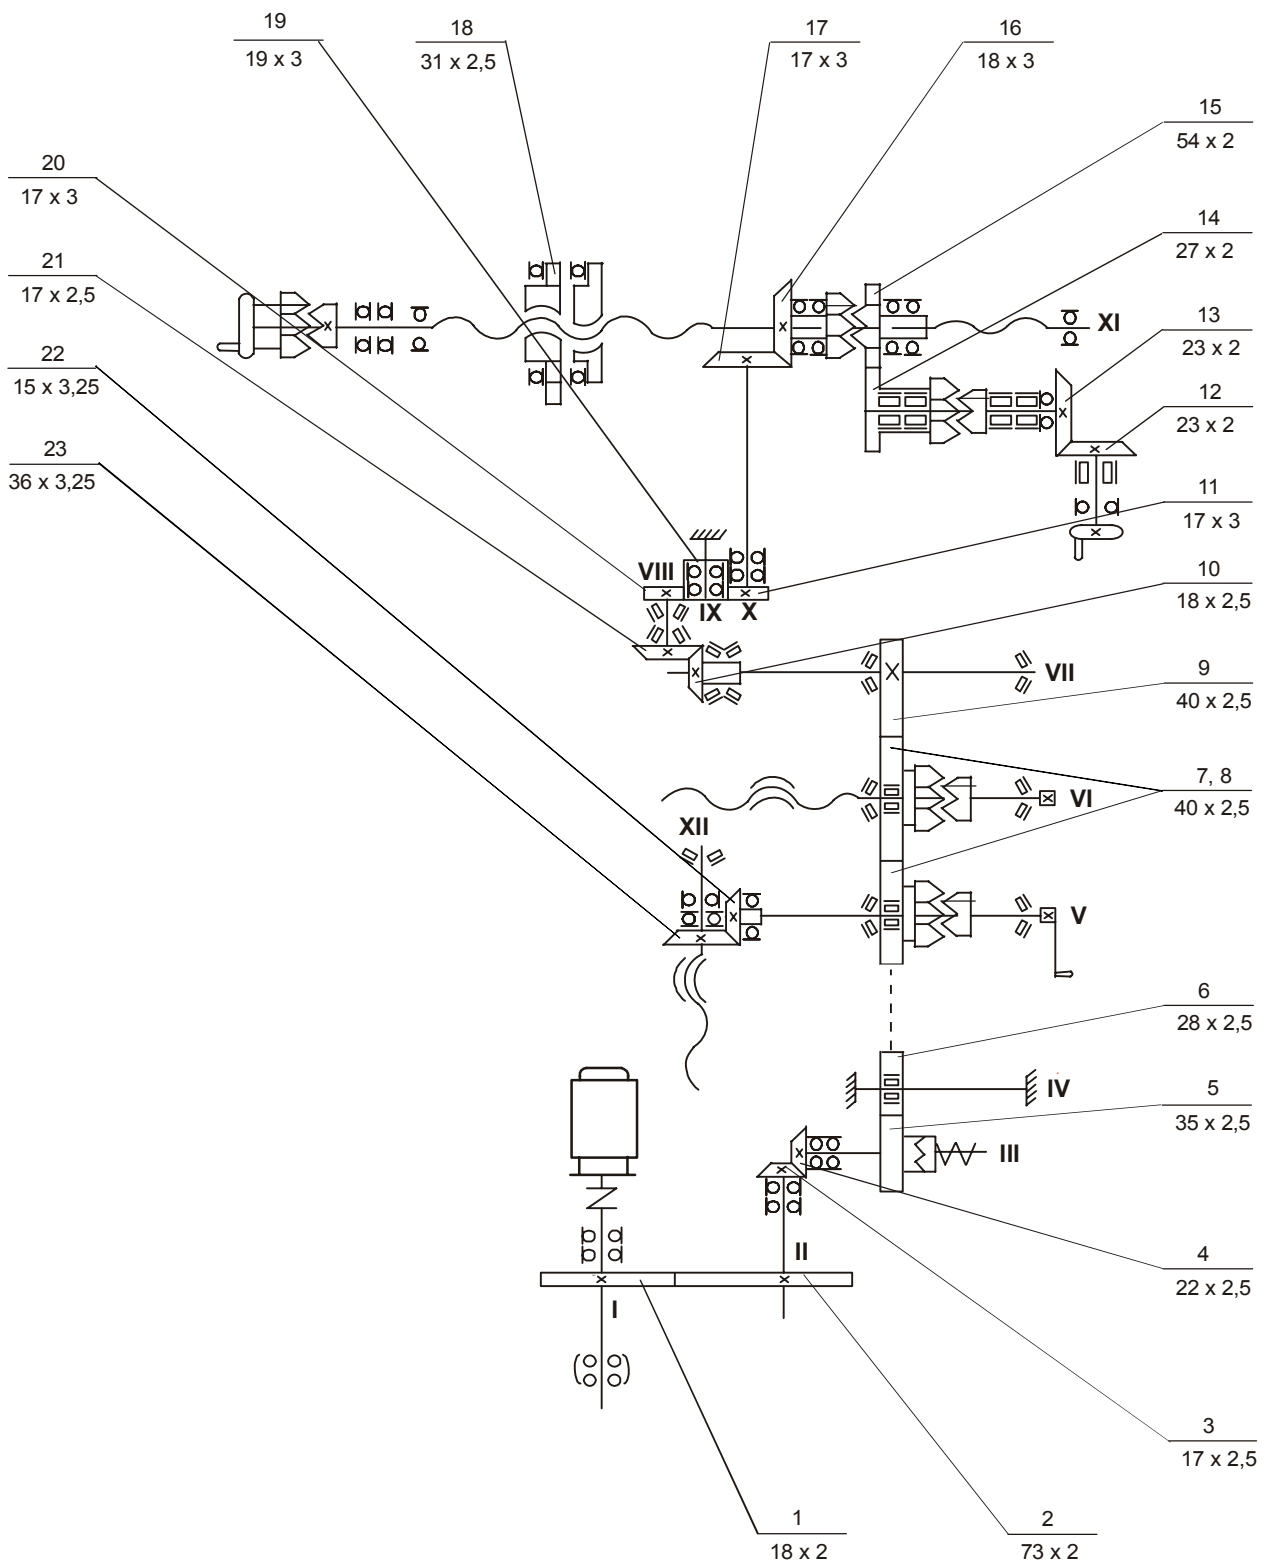 19
19 x 3
18
31 x 2,5
17
17 x 3
16
18 x 3
15
54 x 2
20
17 x 3
14
27 x 2
21
17 x 2,5
XI
13
23 x 2
22
15 x 3,25
12
23 x 2
23
36 x 3,25
11
17 x 3
VIII
IX
X
10
18 x 2,5
VII
9
40 x 2,5
7, 8
40 x 2,5
VI
XII
V
6
28 x 2,5
IV
5
35 x 2,5
III
II
4
22 x 2,5
I
3
17 x 2,5
1
18 x 2
2
73 x 2